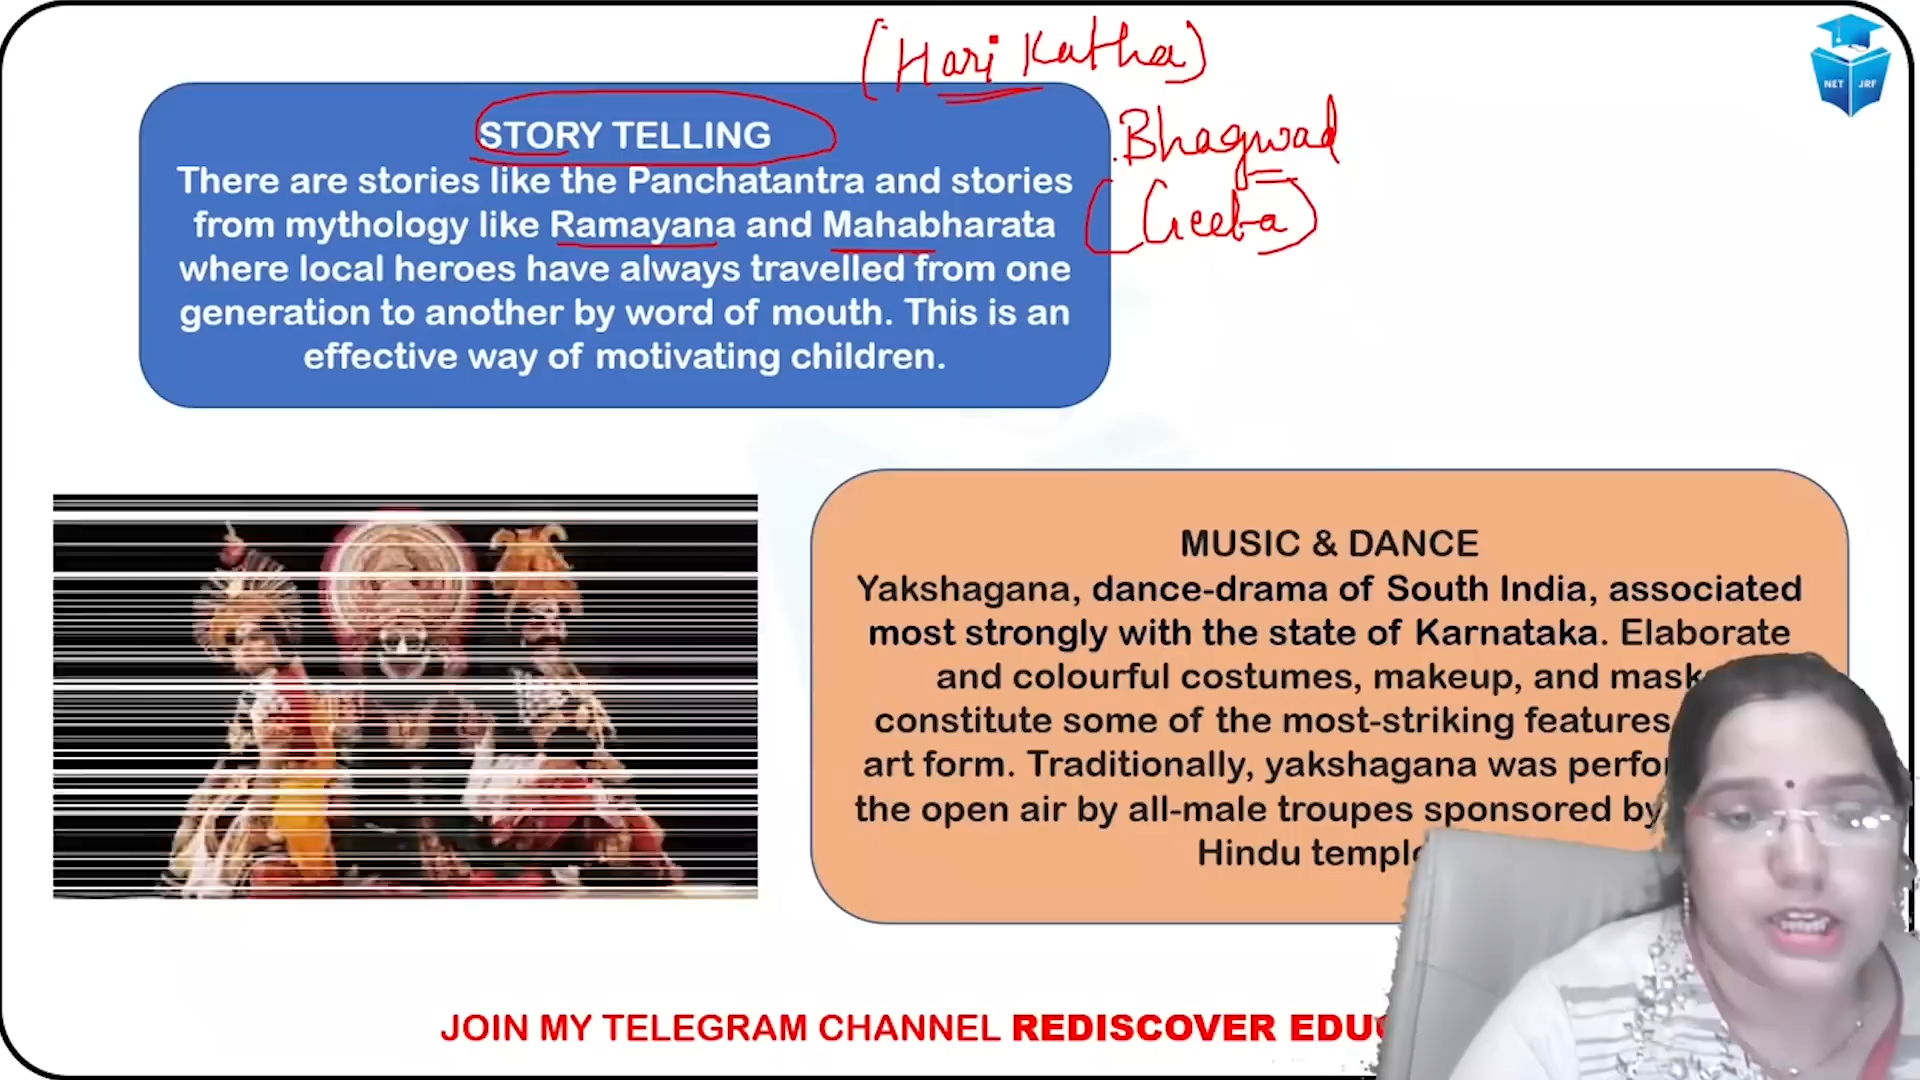 (Hari Katha)
STORY TELLING
There are stories like the Panchatantra and stories
from mythology like Ramayana and Mahabharata
where local heroes have always travelled from one
generation to another by word of mouth. This is an
effective way of motivating children.
Bhagwad
(Geeta)
NET JRF
MUSIC & DANCE
Yakshagana, dance-drama of South India, associated
most strongly with the state of Karnataka. Elaborate
and colourful costumes, makeup, and mask
constitute some of the most-striking features
art form. Traditionally, yakshagana was perfo
the open air by all-male troupes sponsored by
Hindu temple
JOIN MY TELEGRAM CHANNEL REDISCOVER EDU